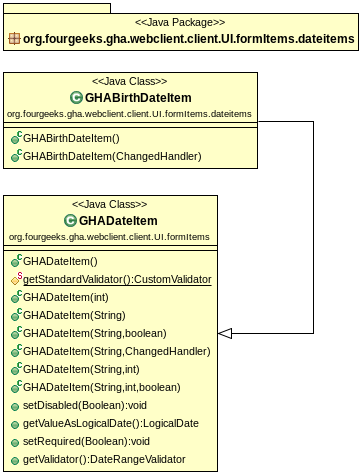 <<Java Package>>
org.fourgeeks.gha.webclient.client.UI.formItems.dateitems
<<Java Class>>
GHABirthDateItem
org.fourgeeks.gha.webclient.client.UI.formItems.dateitems
GHABirthDateItem()
GHABirthDateItem(ChangedHandler)
<<Java Class>>
GHADateItem
org.fourgeeks.gha.webclient.client.UI.formItems
GHADateItem()
getStandardValidator():CustomValidator
GHADateItem(int)
GHADateItem(String)
GHADateItem(String,boolean)
GHADateItem(String,ChangedHandler)
GHADateItem(String,int)
GHADateItem(String,int,boolean)
setDisabled(Boolean):void
getValueAsLogicalDate():LogicalDate
setRequired(Boolean):void
getValidator():DateRangeValidator